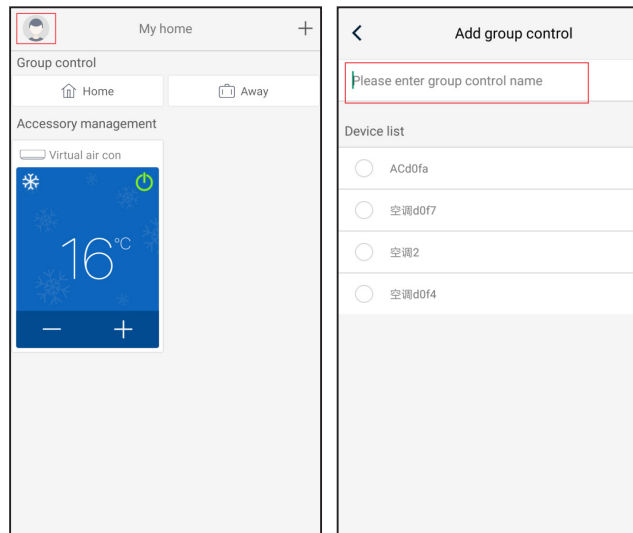 My home
Group control
Home
Away
Accessory management
Virtual air con
16°C
Add group control
Please enter group control name
Device list
ACd0fa
空调d0f7
空调2
空调d0f4